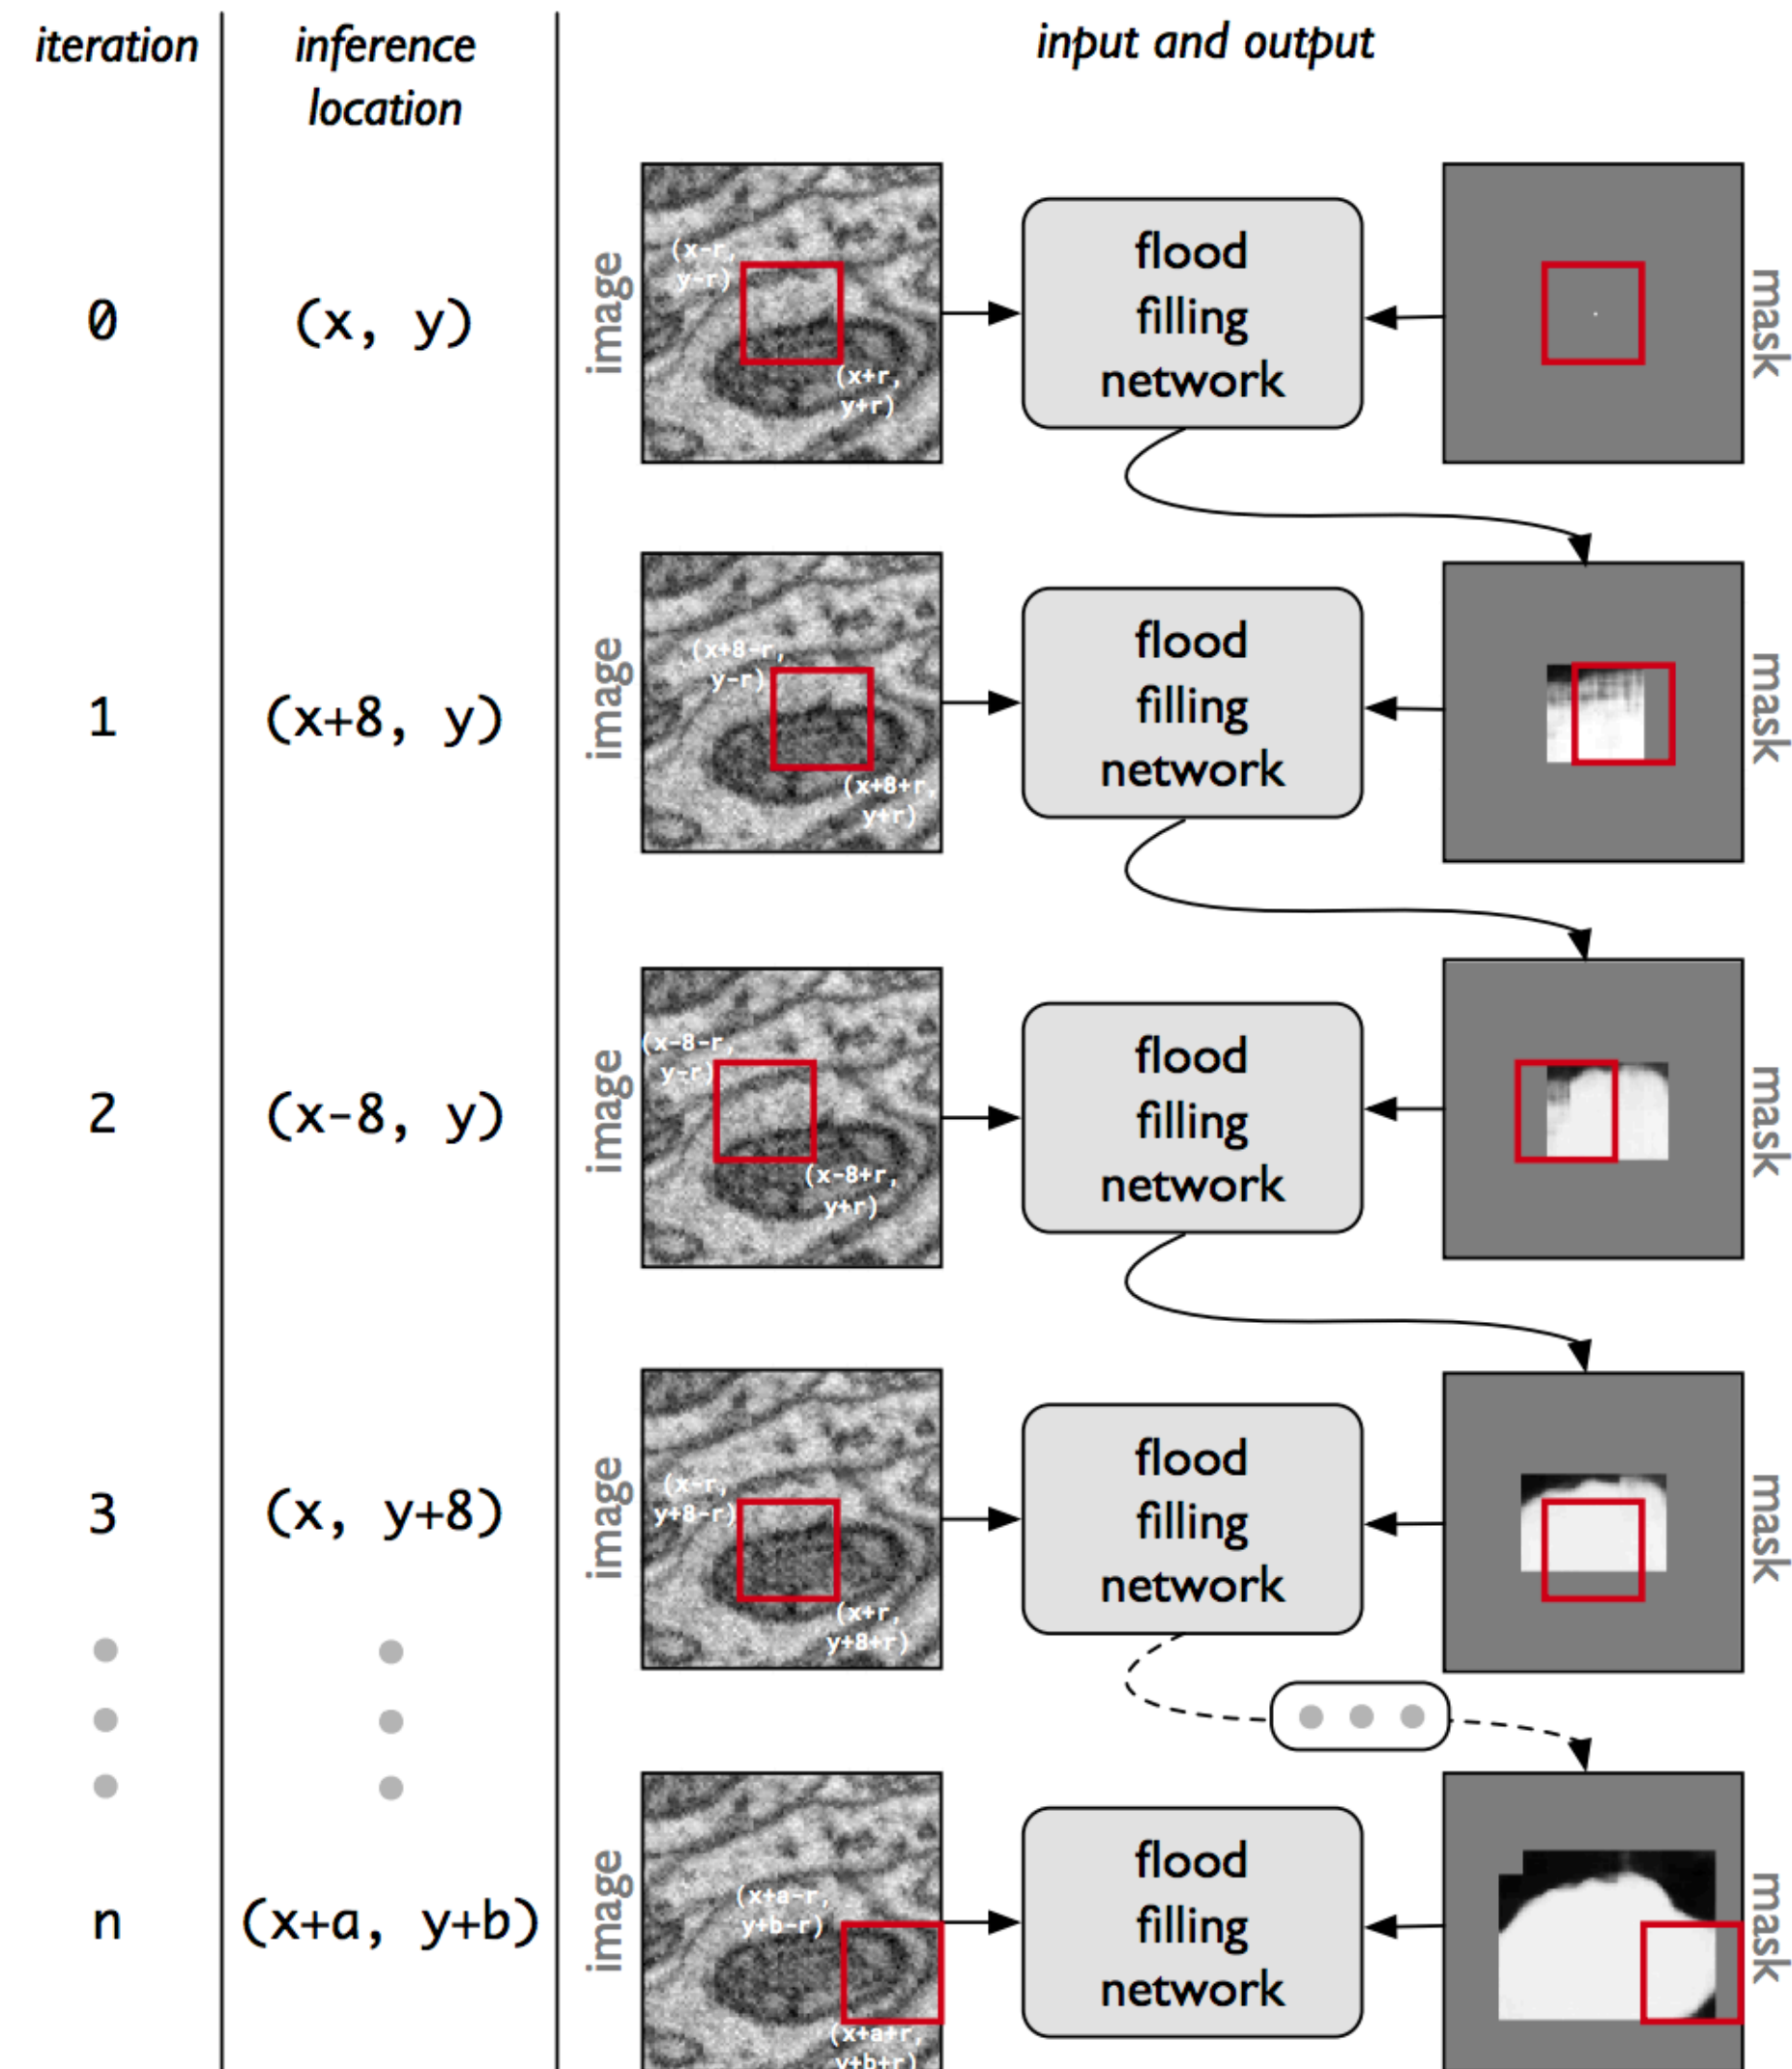 iteration
inference
location
input and output
0
(x, y)
image
(x-r,
y-r)
(x+r,
y+r)
flood
filling
network
mask
1
(x+8, y)
image
(x+8-r,
y-r)
(x+8+r,
y+r)
flood
filling
network
mask
2
(x-8, y)
image
(x-8-r,
y-r)
(x-8+r,
y+r)
flood
filling
network
mask
3
(x, y+8)
image
(x-r,
y+8-r)
(x+r,
y+8+r)
flood
filling
network
mask
n
(x+a, y+b)
image
(x+a-r,
y+b-r)
(x+a+r,
y+b+r)
flood
filling
network
mask